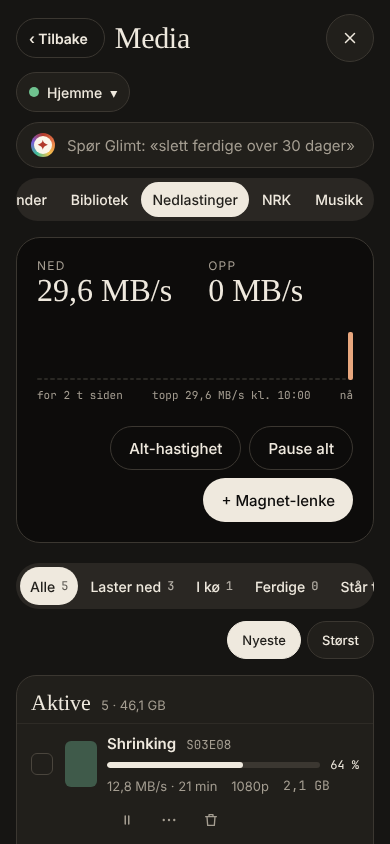 ‹ Tilbake Media ×
Hjemme ▾
Spør Glimt: «slett ferdige over 30 dager»
nder Bibliotek Nedlastinger NRK Musikk
NED OPP
29,6 MB/s 0 MB/s
for 2 t siden topp 29,6 MB/s kl. 10:00 nå
Alt-hastighet Pause alt
+ Magnet-lenke
Alle 5 Laster ned 3 I kø 1 Ferdige 0 Står
Nyeste Størst
Aktive 5 · 46,1 GB
Shrinking S03E08
64 %
12,8 MB/s · 21 min 1080p 2,1 GB